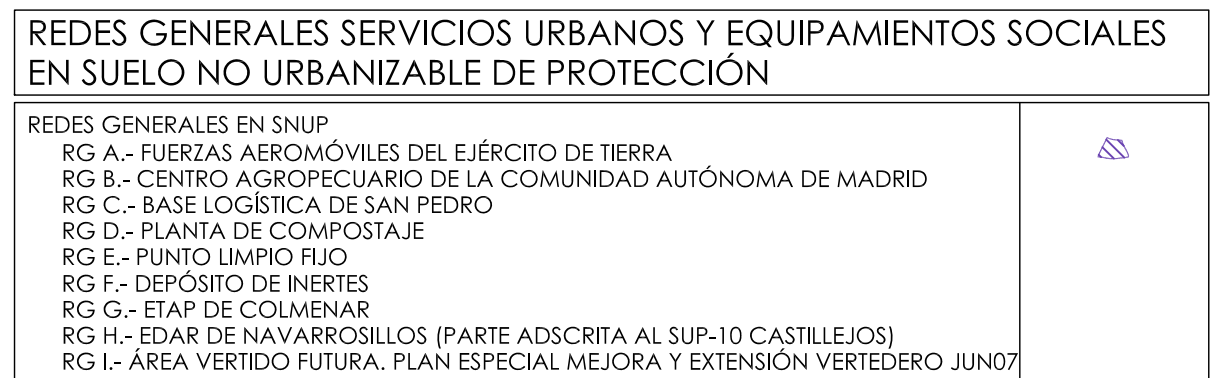 REDES GENERALES SERVICIOS URBANOS Y EQUIPAMIENTOS SOCIALES
EN SUELO NO URBANIZABLE DE PROTECCIÓN
REDES GENERALES EN SNUP
RG A.- FUERZAS AEROMÓVILES DEL EJÉRCITO DE TIERRA
RG B.- CENTRO AGROPECUARIO DE LA COMUNIDAD AUTÓNOMA DE MADRID
RG C.- BASE LOGÍSTICA DE SAN PEDRO
RG D.- PLANTA DE COMPOSTAJE
RG E.- PUNTO LIMPIO FIJO
RG F.- DEPÓSITO DE INERTES
RG G.- ETAP DE COLMENAR
RG H.- EDAR DE NAVARROSILLOS (PARTE ADSCRITA AL SUP-10 CASTILLEJOS)
RG I.- ÁREA VERTIDO FUTURA. PLAN ESPECIAL MEJORA Y EXTENSIÓN VERTEDERO JUN07